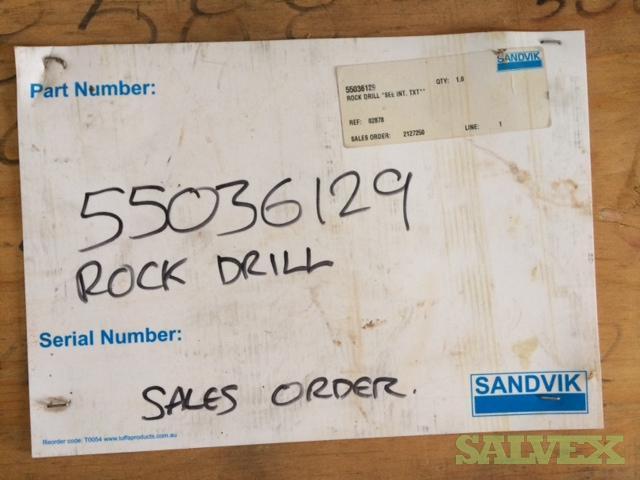 Part Number:
SANDVIK
55036129 QTY: 1.0
ROCK DRILL "SEE INT. TXT"
REF: 02878
SALES ORDER: 2127250 LINE: 1
55036129
ROCK DRILL
Serial Number:
SALES ORDER.
SANDVIK
Reorder code: T0054 www.luffaproducts.com.au
SALVEX